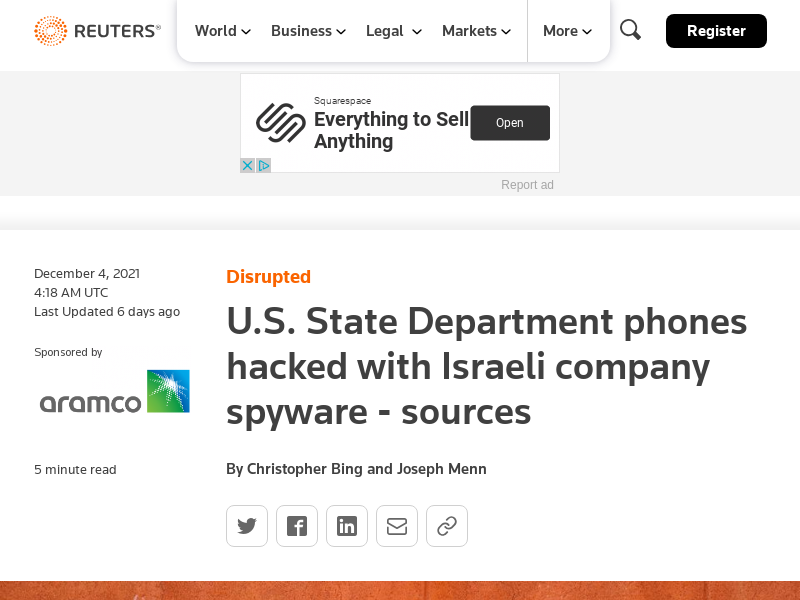 REUTERS®
World
Business
Legal
Markets
More
Register
Squarespace
Everything to Sell
Anything
Open
Report ad
December 4, 2021
4:18 AM UTC
Last Updated 6 days ago
Sponsored by
aramco
5 minute read
Disrupted
U.S. State Department phones
hacked with Israeli company
spyware - sources
By Christopher Bing and Joseph Menn